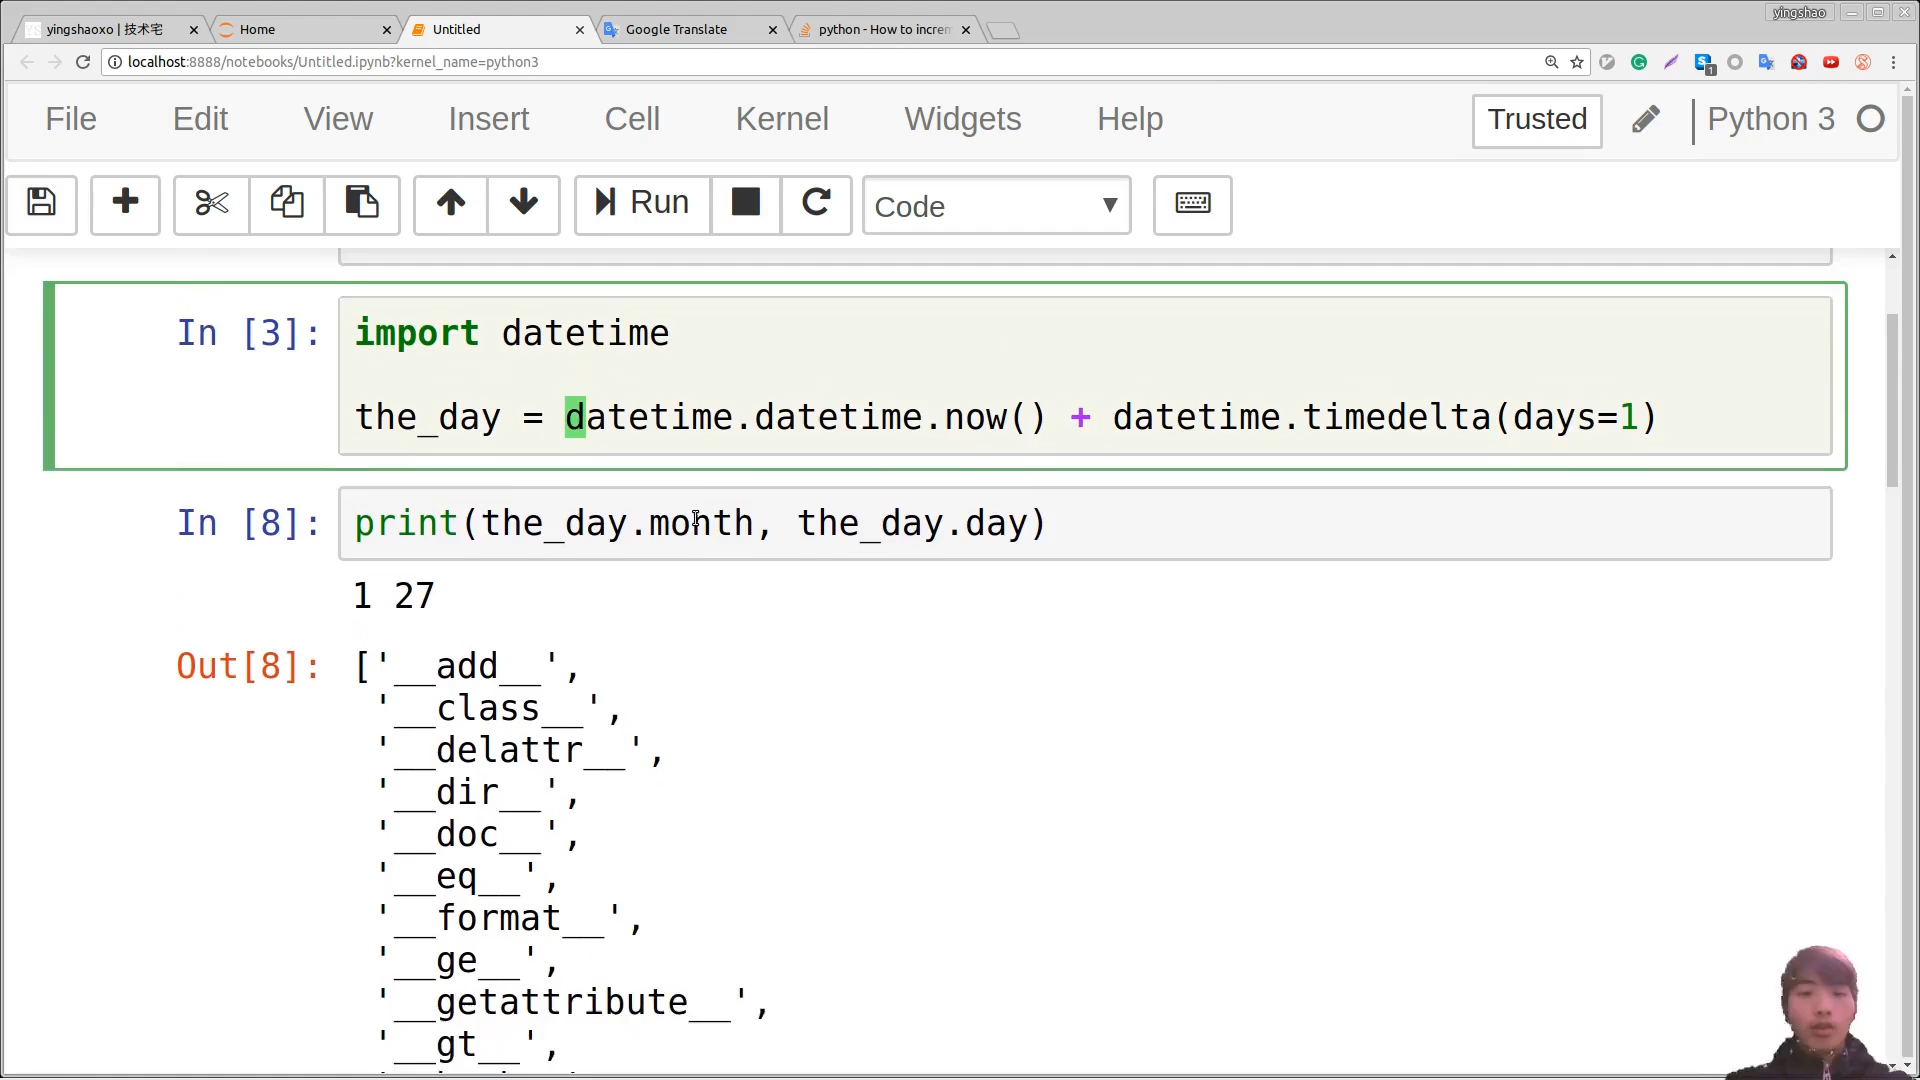 yingshao
yingshaoxo | 技术宅
Home
Untitled
Google Translate
python - How to increm
localhost:8888/notebooks/Untitled.ipynb?kernel_name=python3
1
File Edit View Insert Cell Kernel Widgets Help Trusted Python 3
Run Code
In [3]: import datetime
the_day = datetime.datetime.now() + datetime.timedelta(days=1)
In [8]: print(the_day.month, the_day.day)
1 27
Out[8]: ['__add__',
'__class__',
'__delattr__',
'__dir__',
'__doc__',
'__eq__',
'__format__',
'__ge__',
'__getattribute__',
'__gt__',